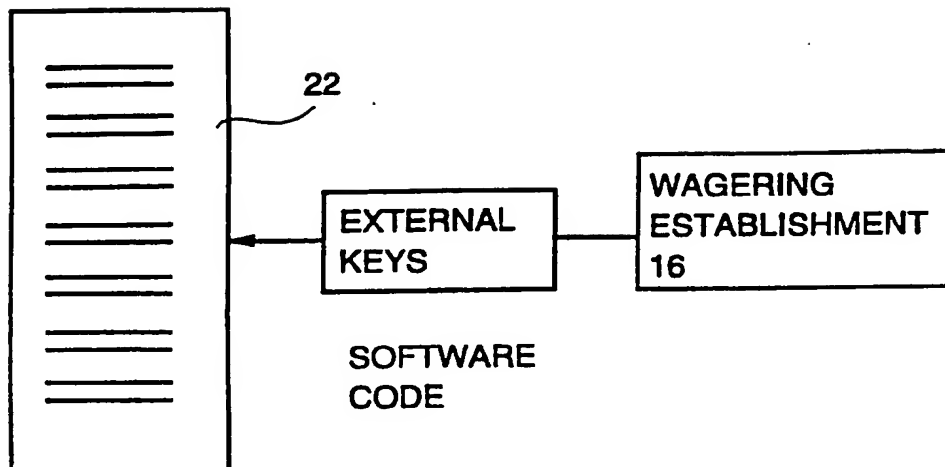 22
EXTERNAL
KEYS
WAGERING
ESTABLISHMENT
16
SOFTWARE
CODE